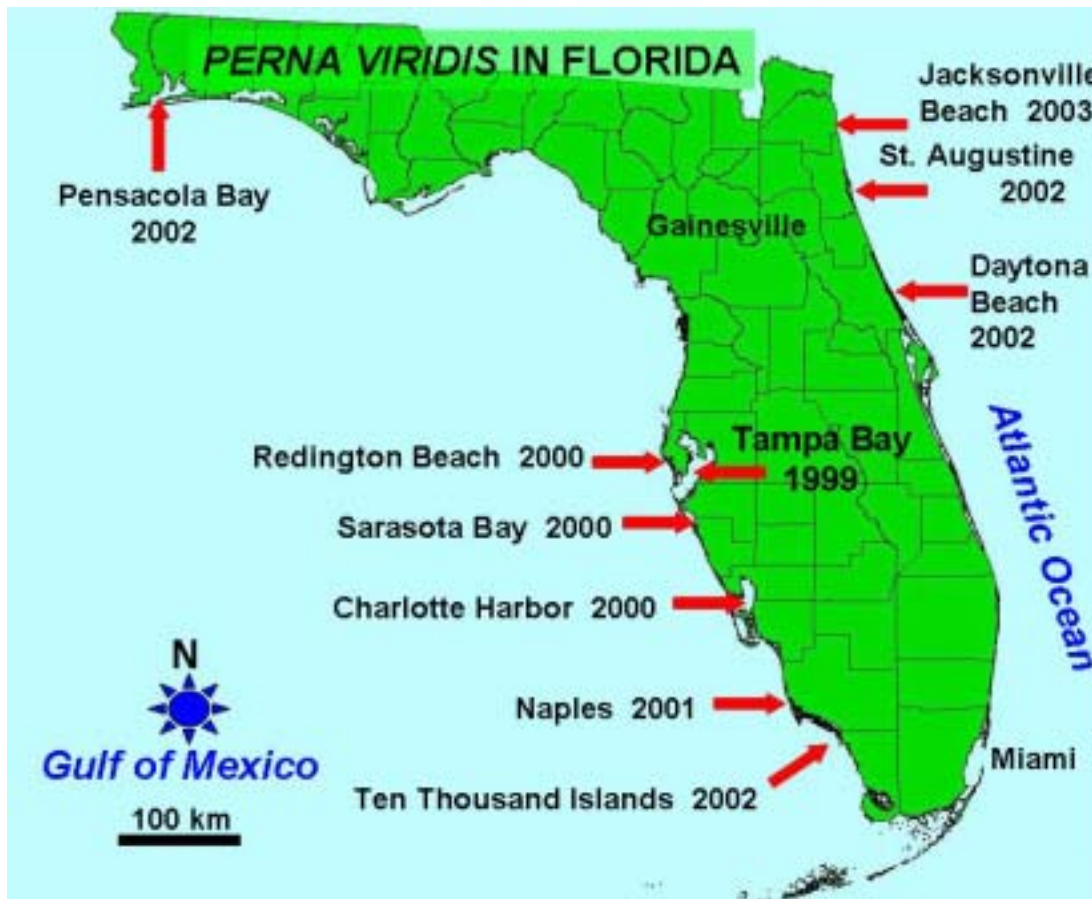 PERNA VIRIDIS IN FLORIDA
Jacksonville
Beach 2003
St. Augustine
2002
Pensacola Bay
2002
Gainesville
Daytona
Beach
2002
Tampa Bay
1999
Redington Beach 2000
Sarasota Bay 2000
Atlantic Ocean
Charlotte Harbor 2000
N
Naples 2001
Gulf of Mexico
Miami
Ten Thousand Islands 2002
100 km